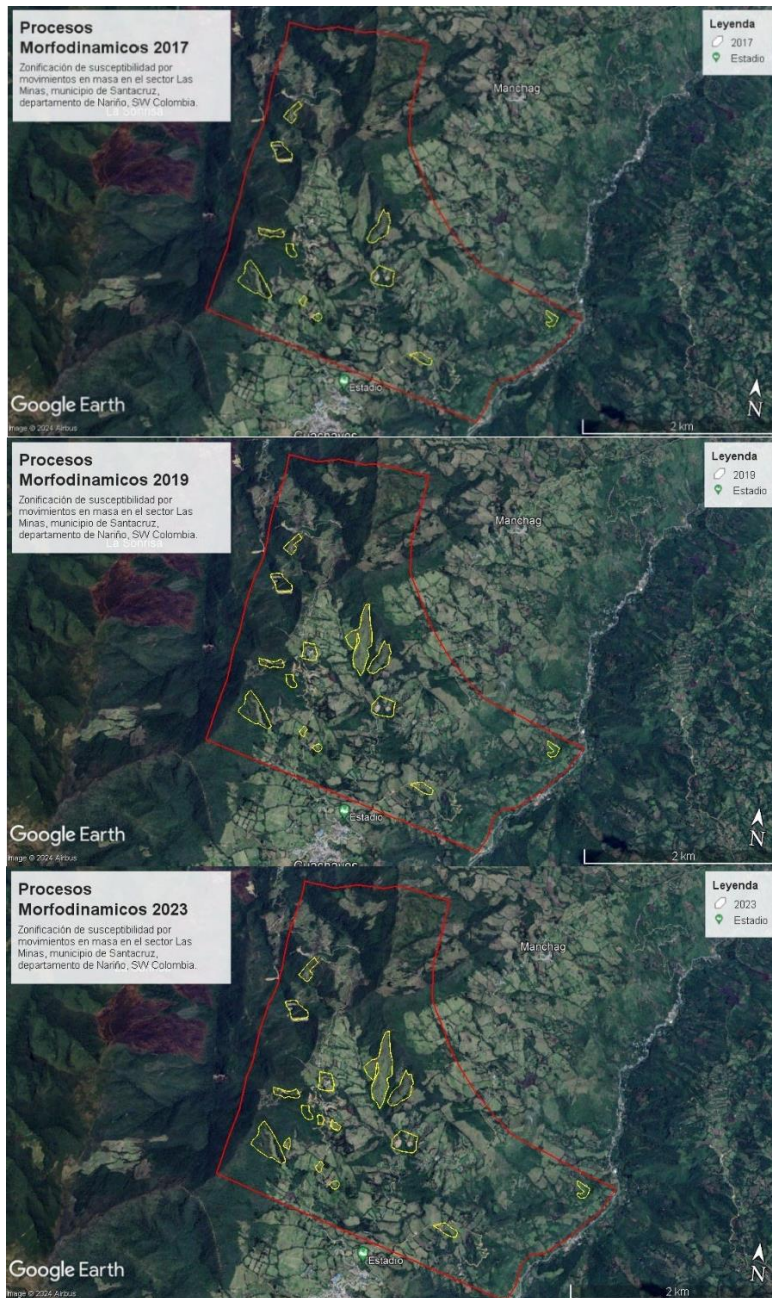 Procesos
Morfodinamicos 2017
Zonificación de susceptibilidad por
movimientos en masa en el sector Las
Minas, municipio de Santacruz,
departamento de Nariño, SW Colombia.
Leyenda
2017
Estadio
Manchag
Estadio
Guachaves
Google Earth
Image © 2024 Airbus
2 km
N
Procesos
Morfodinamicos 2019
Zonificación de susceptibilidad por
movimientos en masa en el sector Las
Minas, municipio de Santacruz,
departamento de Nariño, SW Colombia.
Leyenda
2019
Estadio
Manchag
Estadio
Guachaves
Google Earth
Image © 2024 Airbus
2 km
N
Procesos
Morfodinamicos 2023
Zonificación de susceptibilidad por
movimientos en masa en el sector Las
Minas, municipio de Santacruz,
departamento de Nariño, SW Colombia.
Leyenda
2023
Estadio
Manchag
Estadio
Google Earth
Image © 2024 Airbus
2 km
N